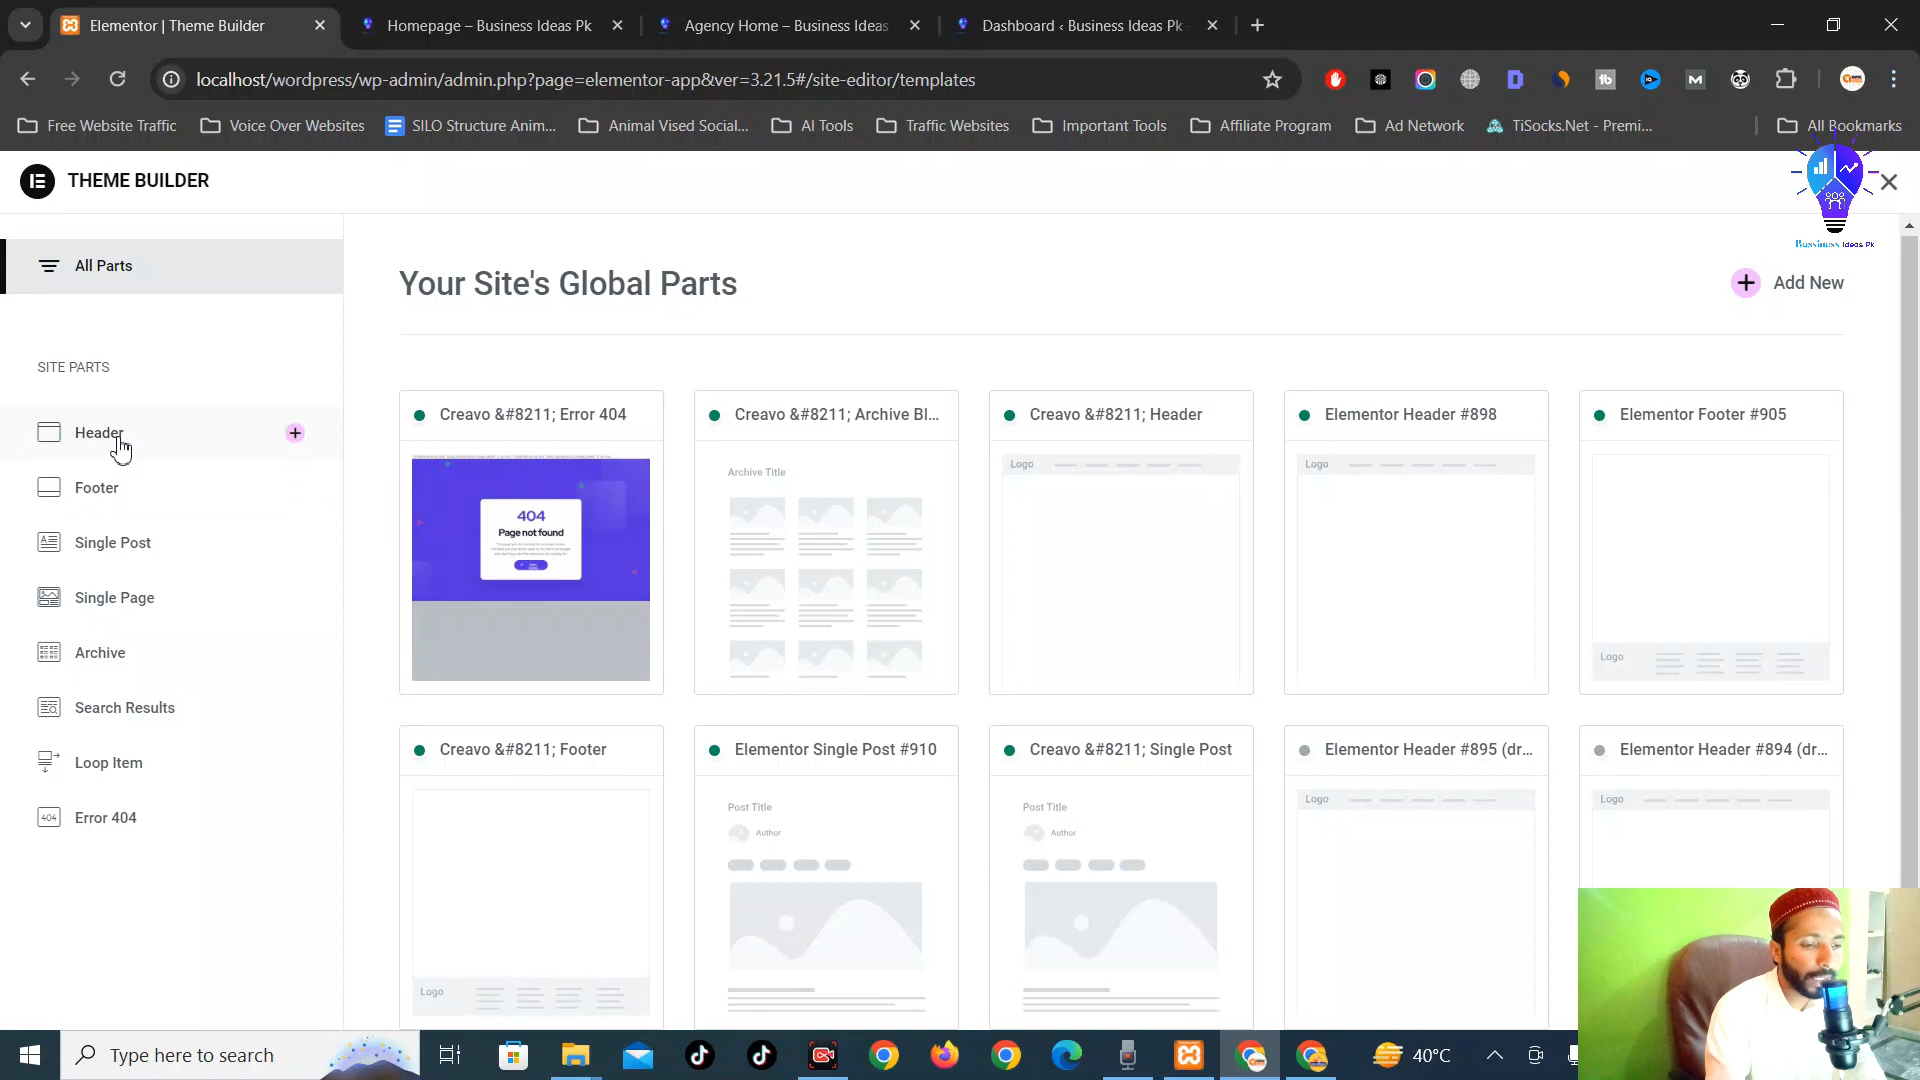 Elementor | Theme Builder
Homepage – Business Ideas Pk
Agency Home – Business Ideas
Dashboard ‹ Business Ideas Pk
localhost/wordpress/wp-admin/admin.php?page=elementor-app&ver=3.21.5#/site-editor/templates
Free Website Traffic
Voice Over Websites
SILO Structure Anim...
Animal Vised Social...
AI Tools
Traffic Websites
Important Tools
Affiliate Program
Ad Network
TiSocks.Net - Premi...
All Bookmarks
THEME BUILDER
Bussiness Ideas Pk
All Parts
Your Site's Global Parts
Add New
SITE PARTS
Header
Footer
Single Post
Single Page
Archive
Search Results
Loop Item
404
Error 404
Creavo &#8211; Error 404
Creavo &#8211; Archive Bl...
Creavo &#8211; Header
Elementor Header #898
Elementor Footer #905
404
Page not found
Archive Title
Logo
Logo
Logo
Creavo &#8211; Footer
Elementor Single Post #910
Creavo &#8211; Single Post
Elementor Header #895 (dr...
Elementor Header #894 (dr...
Logo
Post Title
Author
Post Title
Author
Logo
Logo
Type here to search
40°C